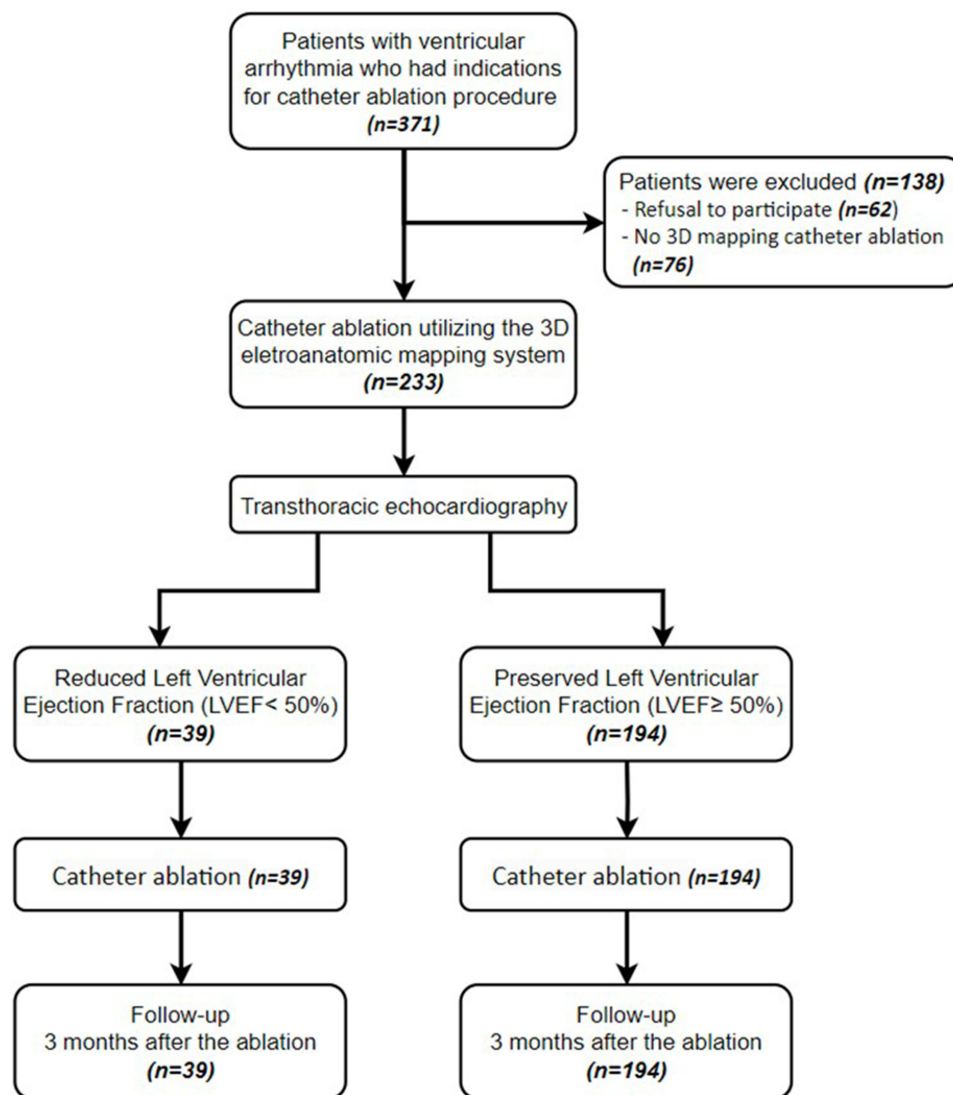 Patients with ventricular
arrhythmia who had indications
for catheter ablation procedure
(n=371)
Patients were excluded (n=138)
- Refusal to participate (n=62)
- No 3D mapping catheter ablation
(n=76)
Catheter ablation utilizing the 3D
eletroanatomic mapping system
(n=233)
Transthoracic echocardiography
Reduced Left Ventricular
Ejection Fraction (LVEF< 50%)
(n=39)
Preserved Left Ventricular
Ejection Fraction (LVEF≥ 50%)
(n=194)
Catheter ablation (n=39)
Catheter ablation (n=194)
Follow-up
3 months after the ablation
(n=39)
Follow-up
3 months after the ablation
(n=194)